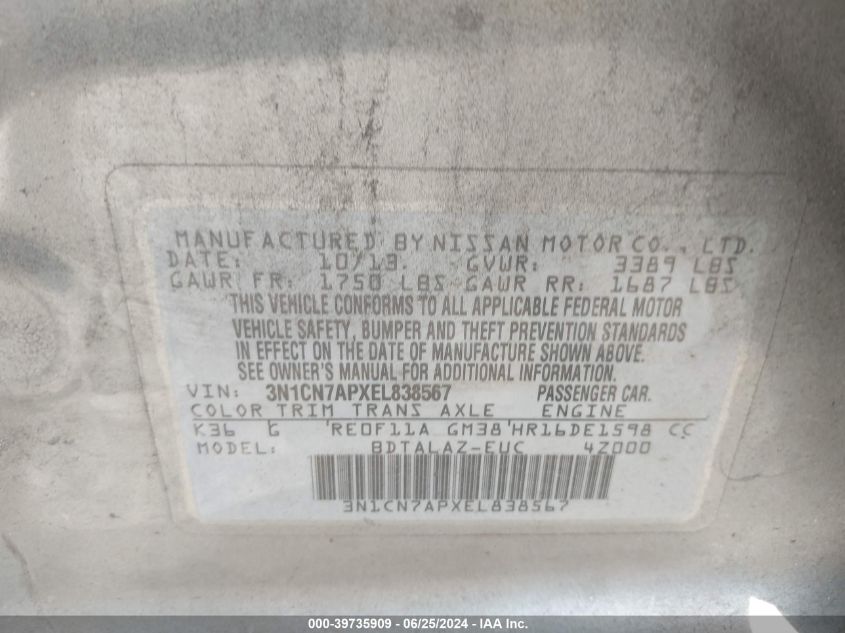 MANUFACTURED BY NISSAN MOTOR CO., LTD.
DATE: 10/13. GVWR: 3389 LBS
GAWR FR: 1750 LBS GAWR RR: 1687 LBS
THIS VEHICLE CONFORMS TO ALL APPLICABLE FEDERAL MOTOR
VEHICLE SAFETY, BUMPER AND THEFT PREVENTION STANDARDS
IN EFFECT ON THE DATE OF MANUFACTURE SHOWN ABOVE.
SEE OWNER'S MANUAL FOR ADDITIONAL INFORMATION.
VIN: 3N1CN7APXEL838567 PASSENGER CAR.
COLOR TRIM TRANS AXLE ENGINE
K36 G RE0F11A GM38 HR16DE1598 CC
MODEL: BDTALAZ-EUC 4Z000
3N1CN7APXEL838567
000-39735909 - 06/25/2024 - IAA Inc.